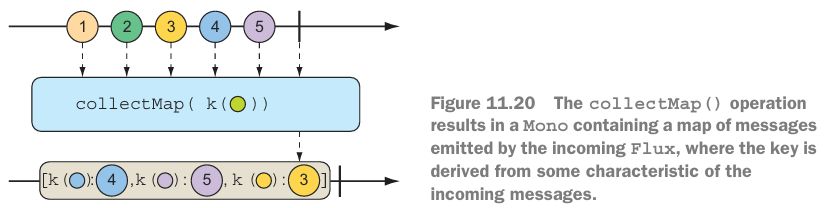 1 2 3 4 5
collectMap( k( ))
[k( ):4,k( ):5, k( ):3]
Figure 11.20 The collectMap() operation
results in a Mono containing a map of messages
emitted by the incoming Flux, where the key is
derived from some characteristic of the
incoming messages.